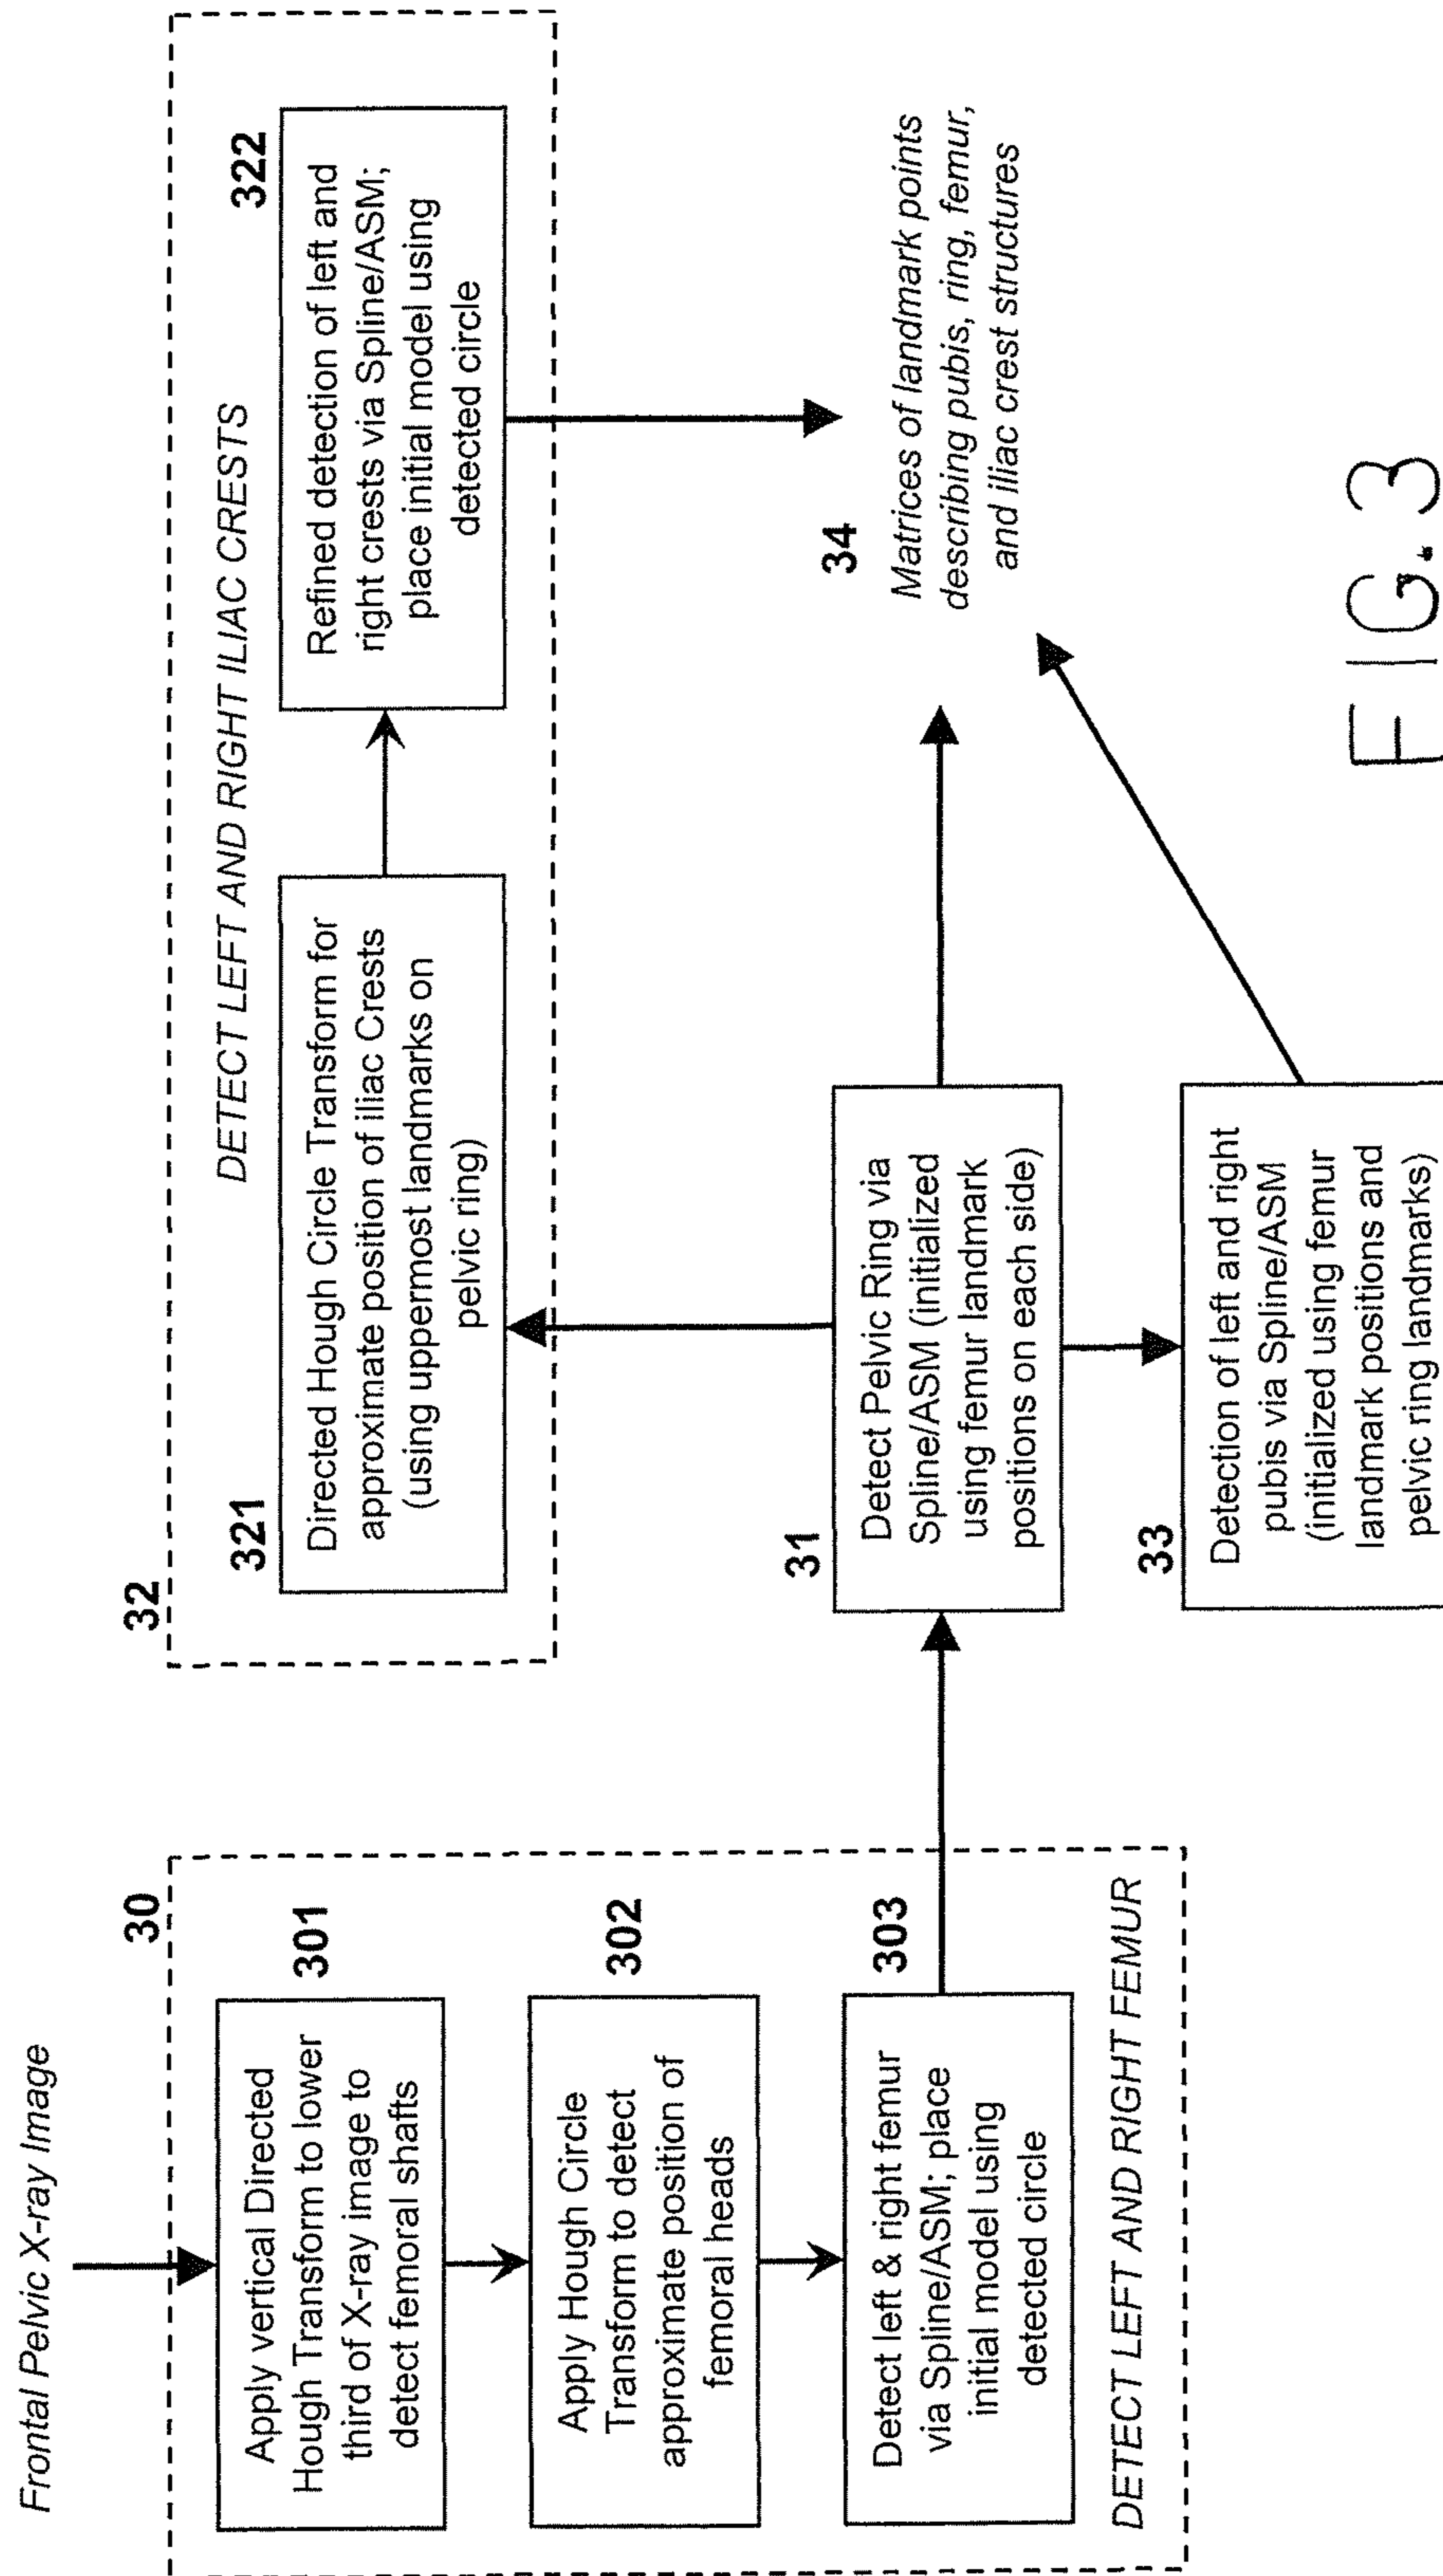 Frontal Pelvic X-ray Image
30
301
Apply vertical Directed
Hough Transform to lower
third of X-ray image to
detect femoral shafts
302
Apply Hough Circle
Transform to detect
approximate position of
femoral heads
303
Detect left & right femur
via Spline/ASM; place
initial model using
detected circle
DETECT LEFT AND RIGHT FEMUR
32
DETECT LEFT AND RIGHT ILIAC CRESTS
321
Directed Hough Circle Transform for
approximate position of iliac Crests
(using uppermost landmarks on
pelvic ring)
322
Refined detection of left and
right crests via Spline/ASM;
place initial model using
detected circle
31
Detect Pelvic Ring via
Spline/ASM (initialized
using femur landmark
positions on each side)
33
Detection of left and right
pubis via Spline/ASM
(initialized using femur
landmark positions and
pelvic ring landmarks)
34
Matrices of landmark points
describing pubis, ring, femur,
and iliac crest structures
FIG. 3